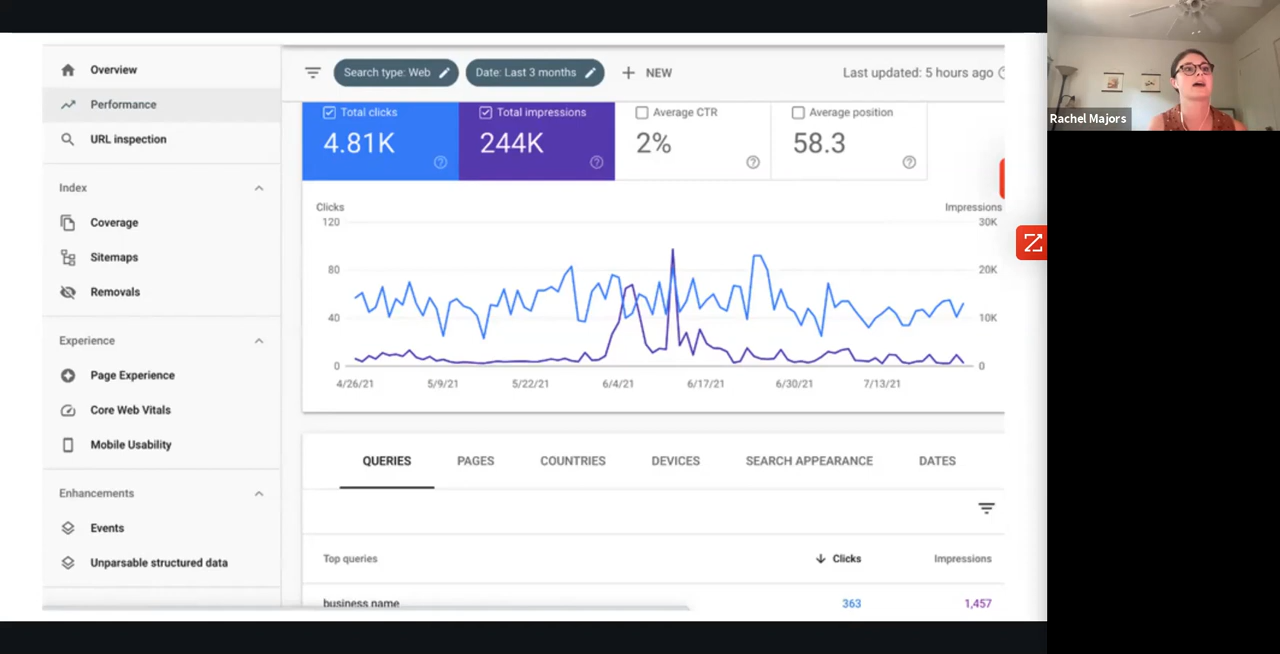 Overview
Performance
URL inspection
Index
Coverage
Sitemaps
Removals
Experience
Page Experience
Core Web Vitals
Mobile Usability
Enhancements
Events
Unparsable structured data
Search type: Web
Date: Last 3 months
NEW
Last updated: 5 hours ago
Total clicks
4.81K
Total impressions
244K
Average CTR
2%
Average position
58.3
Clicks
Impressions
120
80
40
0
30K
20K
10K
0
4/26/21 5/9/21 5/22/21 6/4/21 6/17/21 6/30/21 7/13/21
QUERIES PAGES COUNTRIES DEVICES SEARCH APPEARANCE DATES
Top queries Clicks Impressions
business name 363 1,457
Rachel Majors